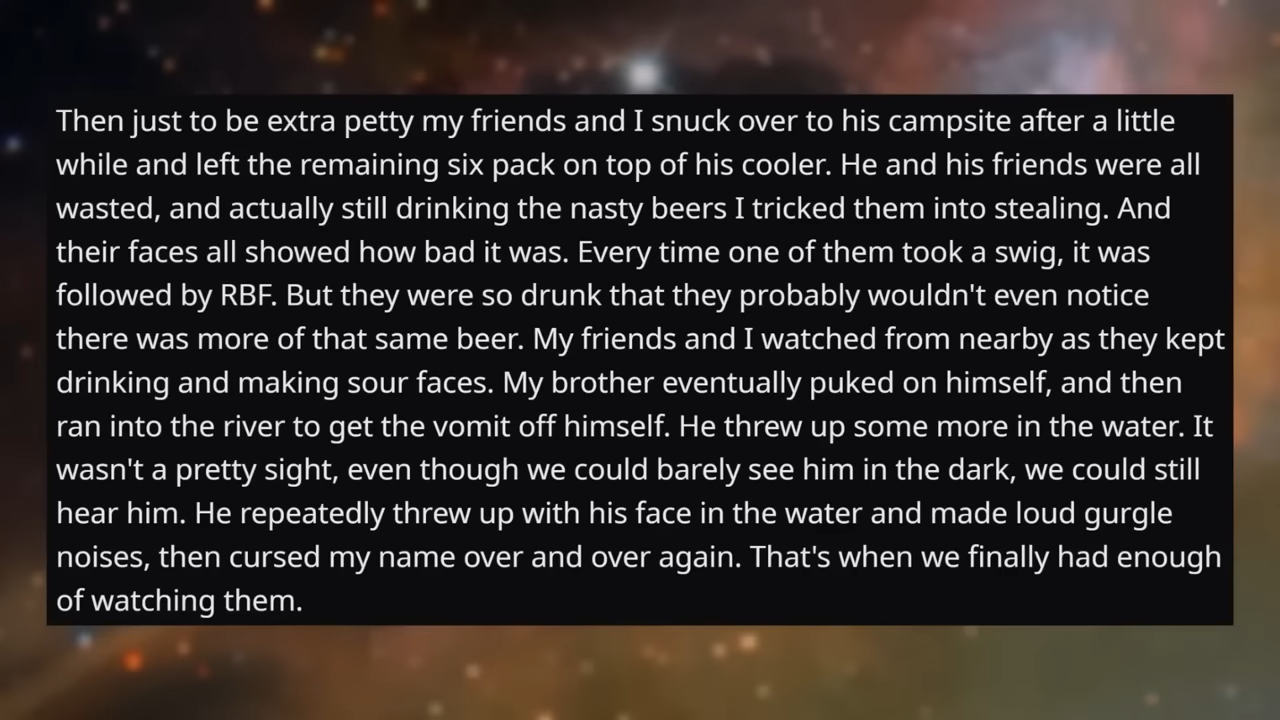 Then just to be extra petty my friends and I snuck over to his campsite after a little
while and left the remaining six pack on top of his cooler. He and his friends were all
wasted, and actually still drinking the nasty beers I tricked them into stealing. And
their faces all showed how bad it was. Every time one of them took a swig, it was
followed by RBF. But they were so drunk that they probably wouldn't even notice
there was more of that same beer. My friends and I watched from nearby as they kept
drinking and making sour faces. My brother eventually puked on himself, and then
ran into the river to get the vomit off himself. He threw up some more in the water. It
wasn't a pretty sight, even though we could barely see him in the dark, we could still
hear him. He repeatedly threw up with his face in the water and made loud gurgle
noises, then cursed my name over and over again. That's when we finally had enough
of watching them.